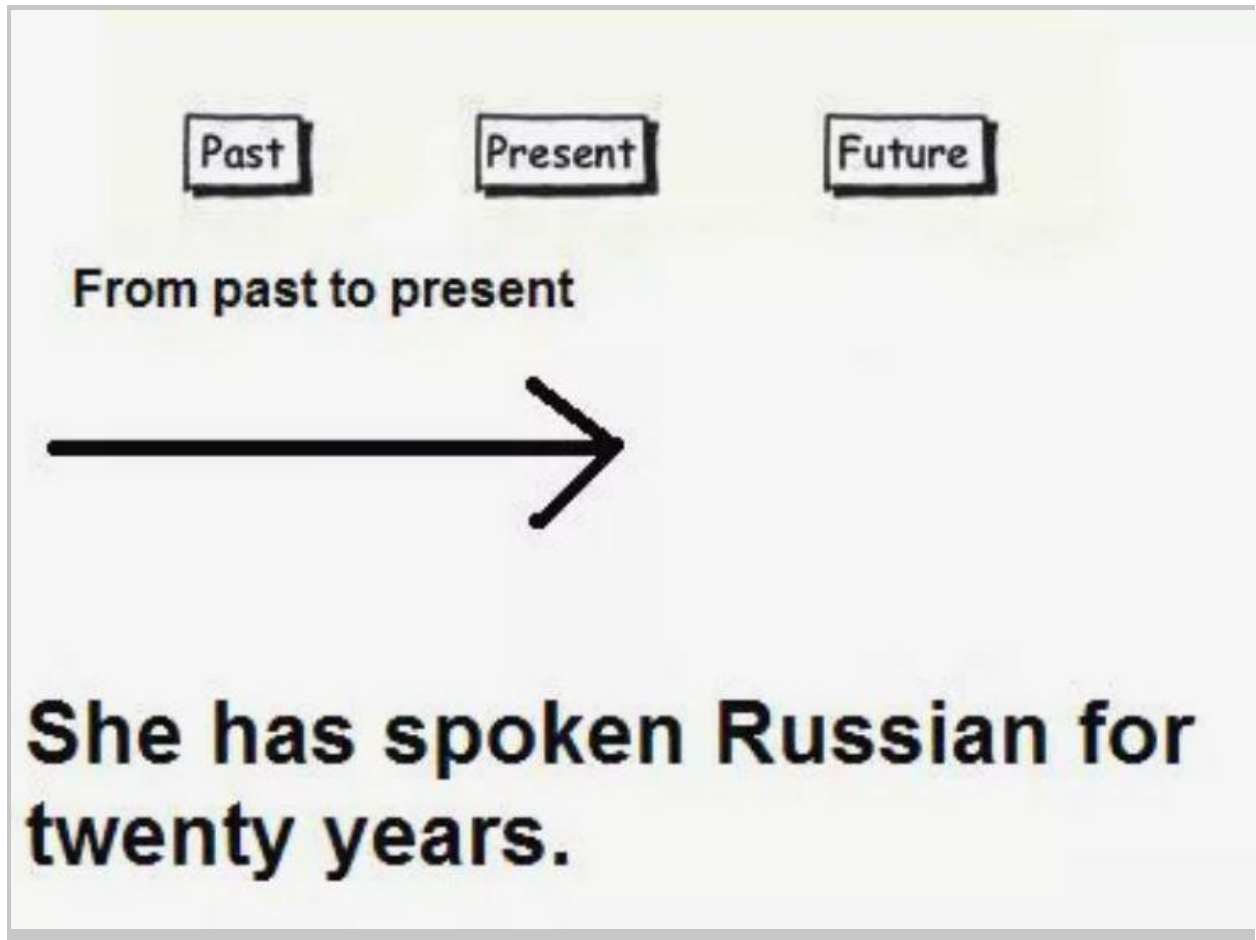 Past Present Future
From past to present
She has spoken Russian for
twenty years.